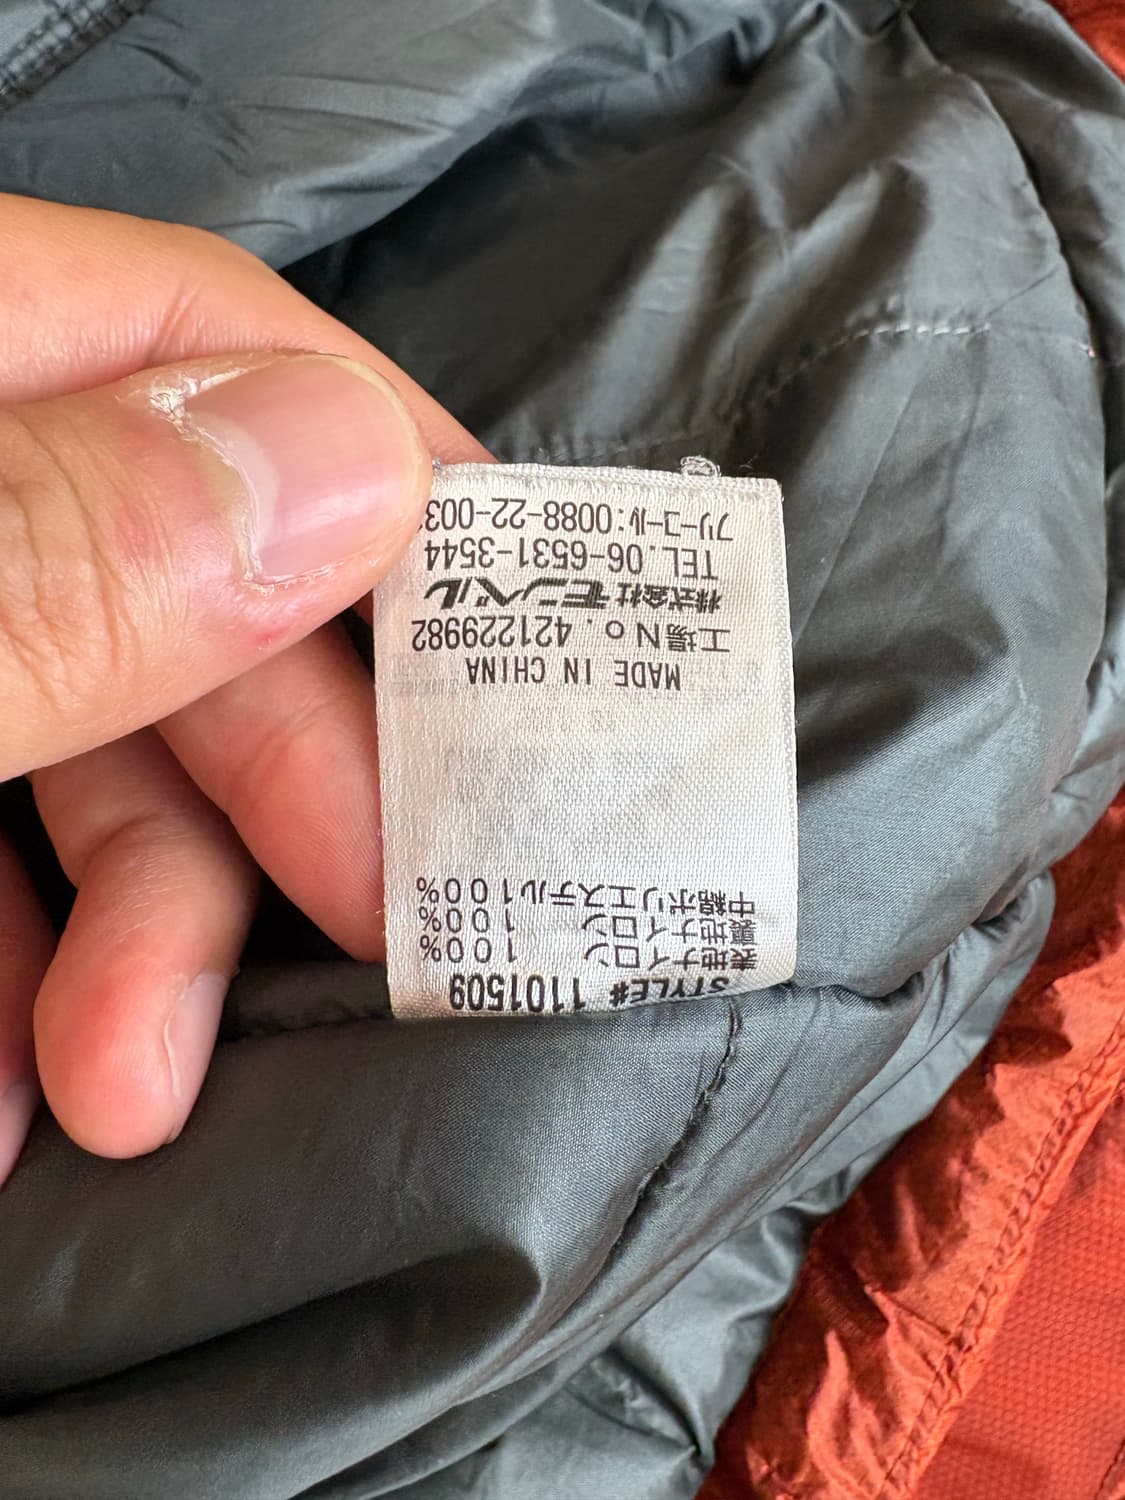 STYLE# 1101509
表地ナイロン 100%
裏地ナイロン 100%
中綿ポリエステル100%
MADE IN CHINA
工場No. 421229982
株式会社モンベル
TEL. 06-6531-3544
フリーコール:0088-22-003